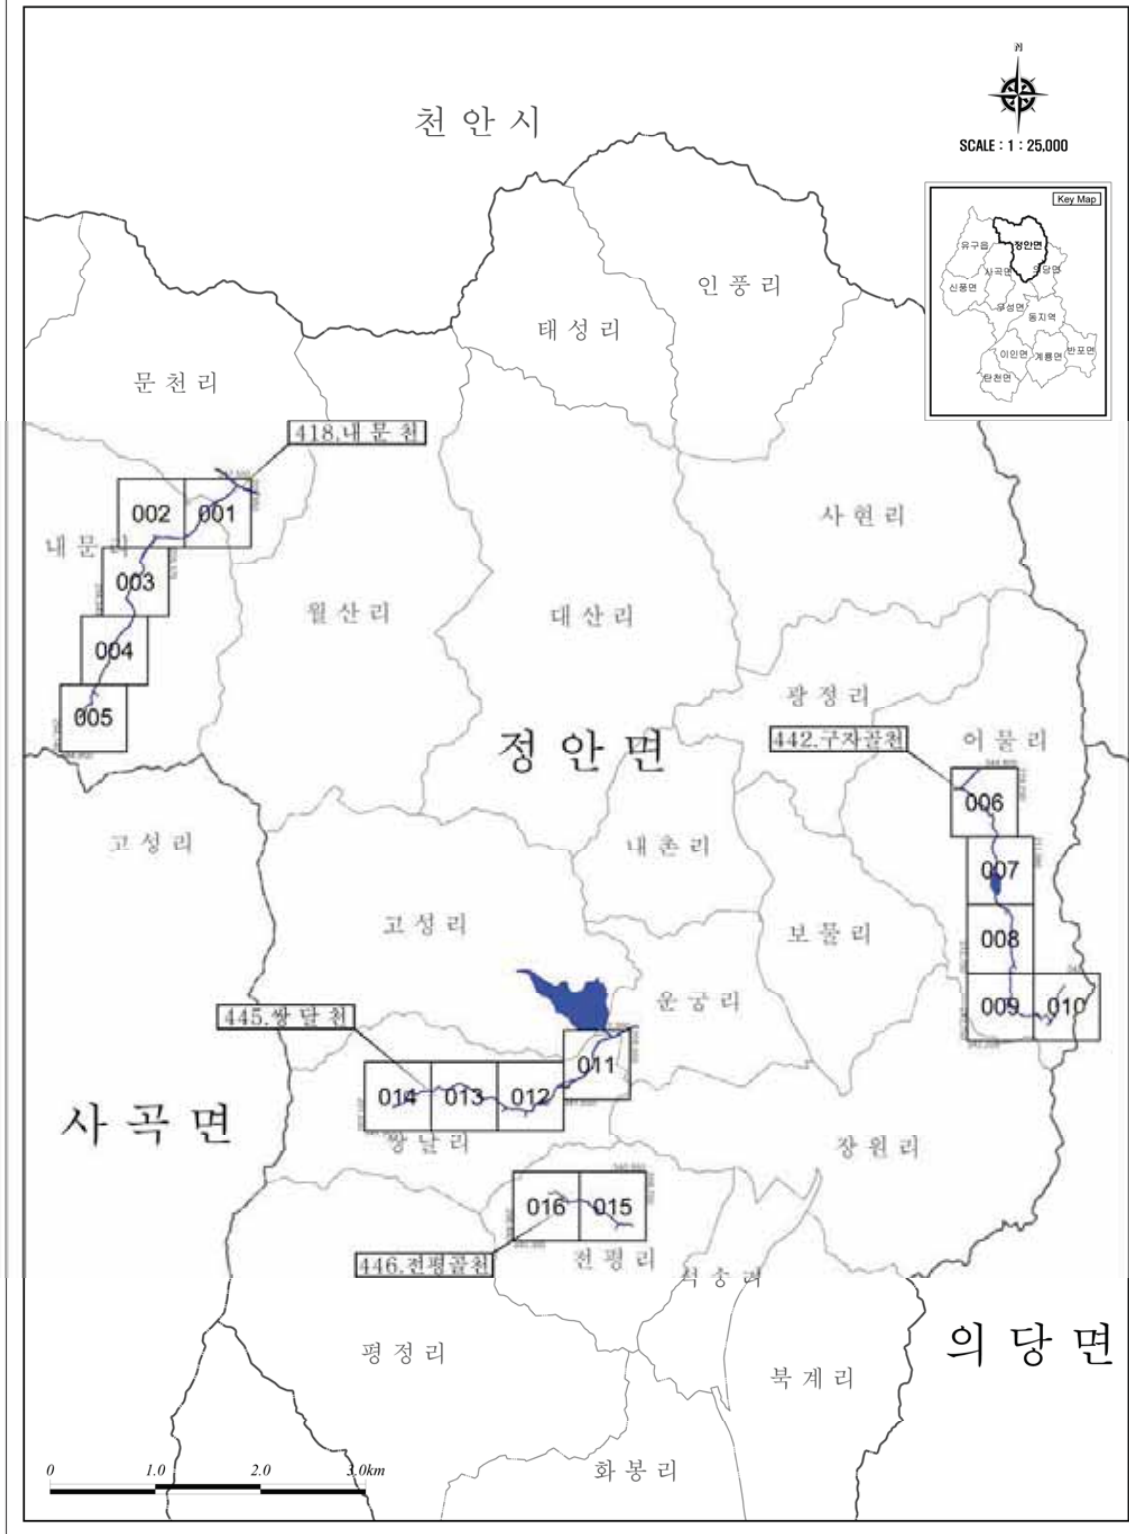 N
천안시
SCALE : 1 : 25,000
Key Map
유구읍
정안면
사곡면
의당면
신풍면
우성면
동지역
이인면
계룡면
반포면
탄천면
인풍리
태성리
문천리
418.내문천
002
001
사현리
내문리
003
월산리
대산리
004
광정리
005
정안면
442.구자골천
어물리
006
고성리
내촌리
007
고성리
보물리
008
운궁리
445.쌍달천
009
010
011
014
013
012
사곡면
쌍달리
장원리
016
015
446.전평골천
전평리
석송리
의당면
평정리
북계리
화봉리
0 1.0 2.0 3.0km